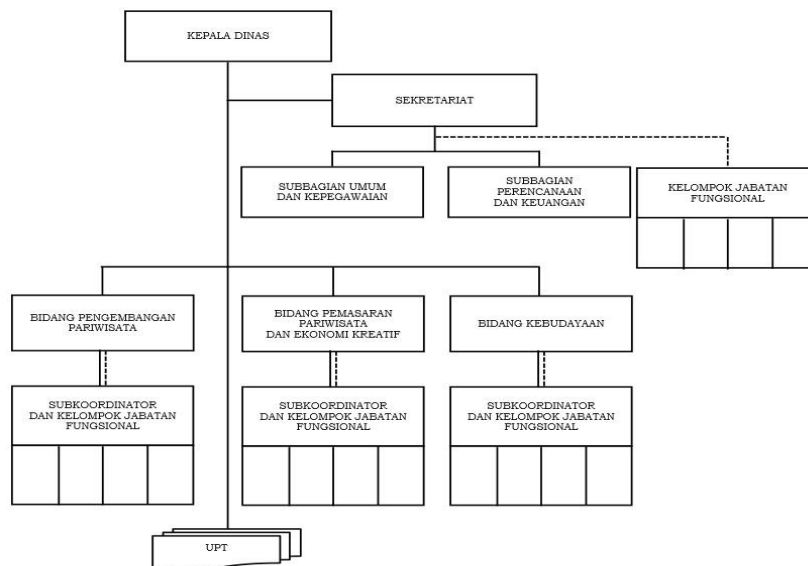 KEPALA DINAS
SEKRETARIAT
SUBBAGIAN UMUM
DAN KEPEGAWAIAN
SUBBAGIAN
PERENCANAAN
DAN KEUANGAN
KELOMPOK JABATAN
FUNGSIONAL
BIDANG PENGEMBANGAN
PARIWISATA
BIDANG PEMASARAN
PARIWISATA
DAN EKONOMI KREATIF
BIDANG KEBUDAYAAN
SUBKOORDINATOR
DAN KELOMPOK JABATAN
FUNGSIONAL
SUBKOORDINATOR
DAN KELOMPOK JABATAN
FUNGSIONAL
SUBKOORDINATOR
DAN KELOMPOK JABATAN
FUNGSIONAL
UPT